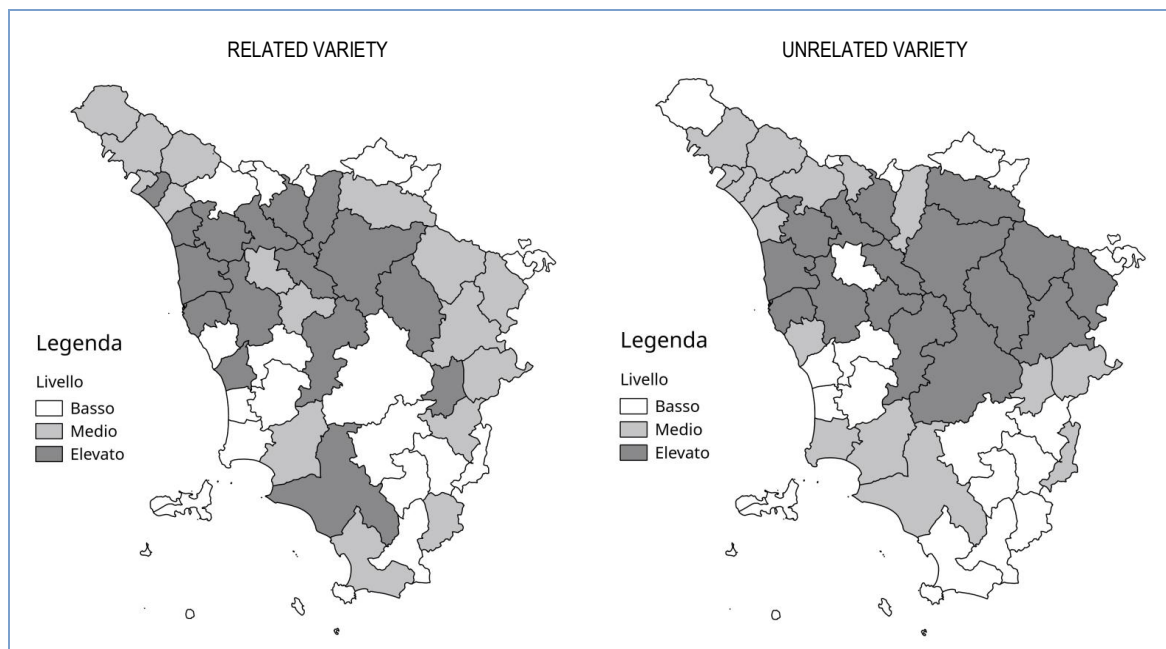 RELATED VARIETY
Legenda
Livello
Basso
Medio
Elevato
UNRELATED VARIETY
Legenda
Livello
Basso
Medio
Elevato